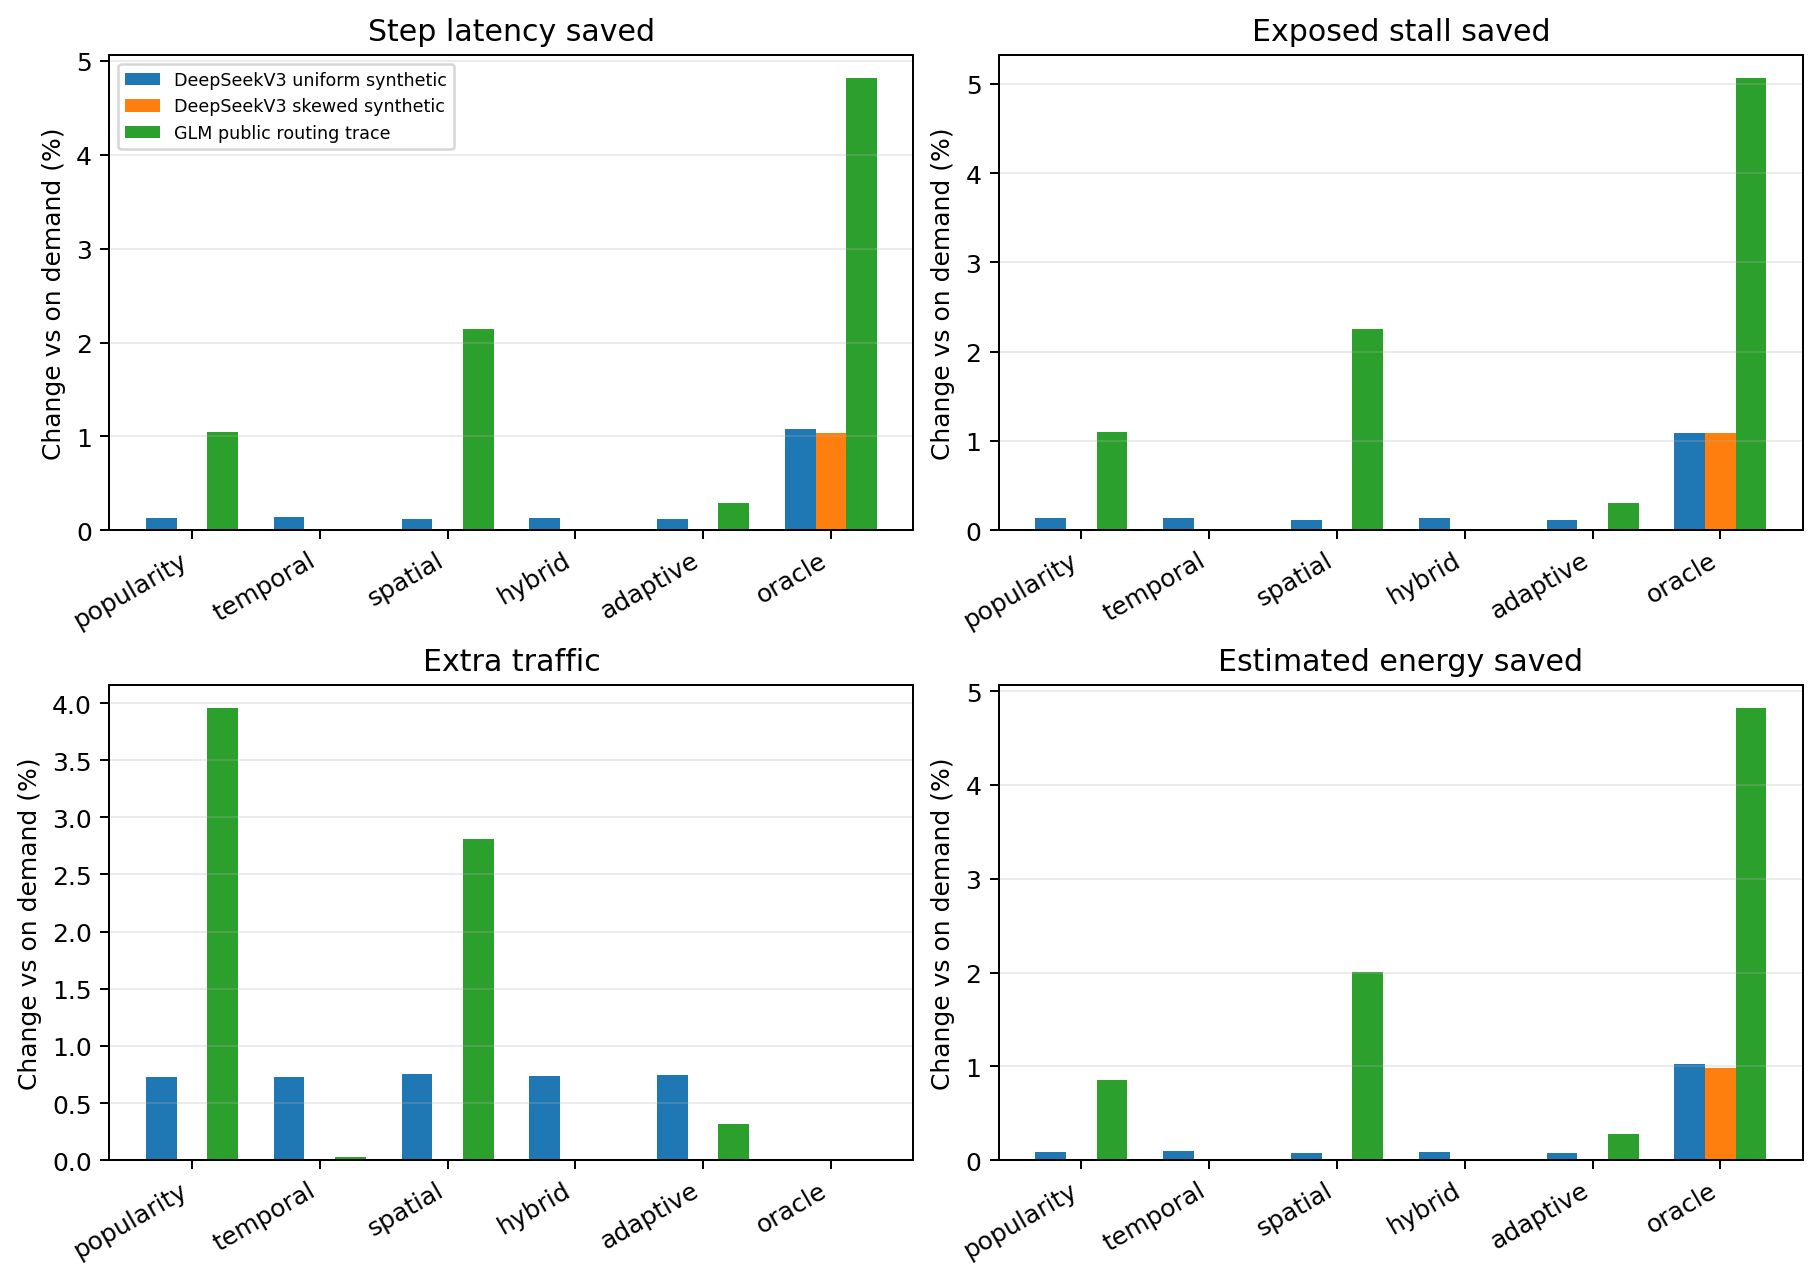 Step latency saved
Change vs on demand (%)
5
4
3
2
1
0
DeepSeekV3 uniform synthetic
DeepSeekV3 skewed synthetic
GLM public routing trace
popularity
temporal
spatial
hybrid
adaptive
oracle
Exposed stall saved
Change vs on demand (%)
5
4
3
2
1
0
popularity
temporal
spatial
hybrid
adaptive
oracle
Extra traffic
Change vs on demand (%)
4.0
3.5
3.0
2.5
2.0
1.5
1.0
0.5
0.0
popularity
temporal
spatial
hybrid
adaptive
oracle
Estimated energy saved
Change vs on demand (%)
5
4
3
2
1
0
popularity
temporal
spatial
hybrid
adaptive
oracle